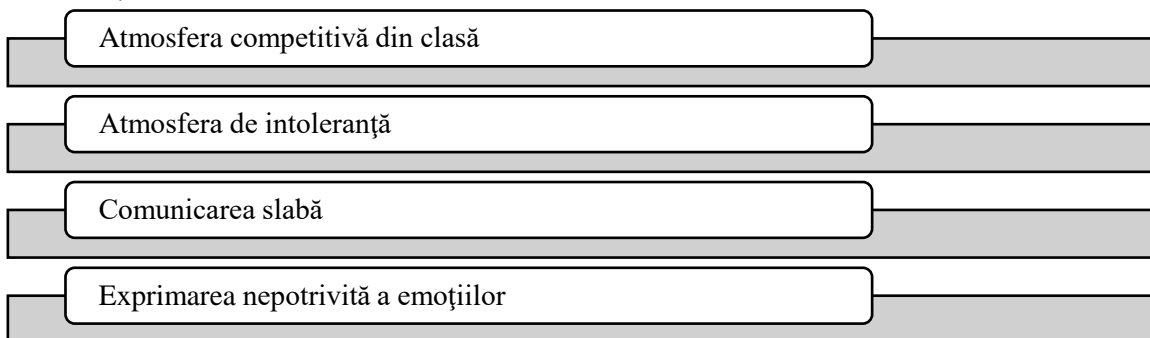 Atmosfera competitivă din clasă
Atmosfera de intoleranţă
Comunicarea slabă
Exprimarea nepotrivită a emoţiilor